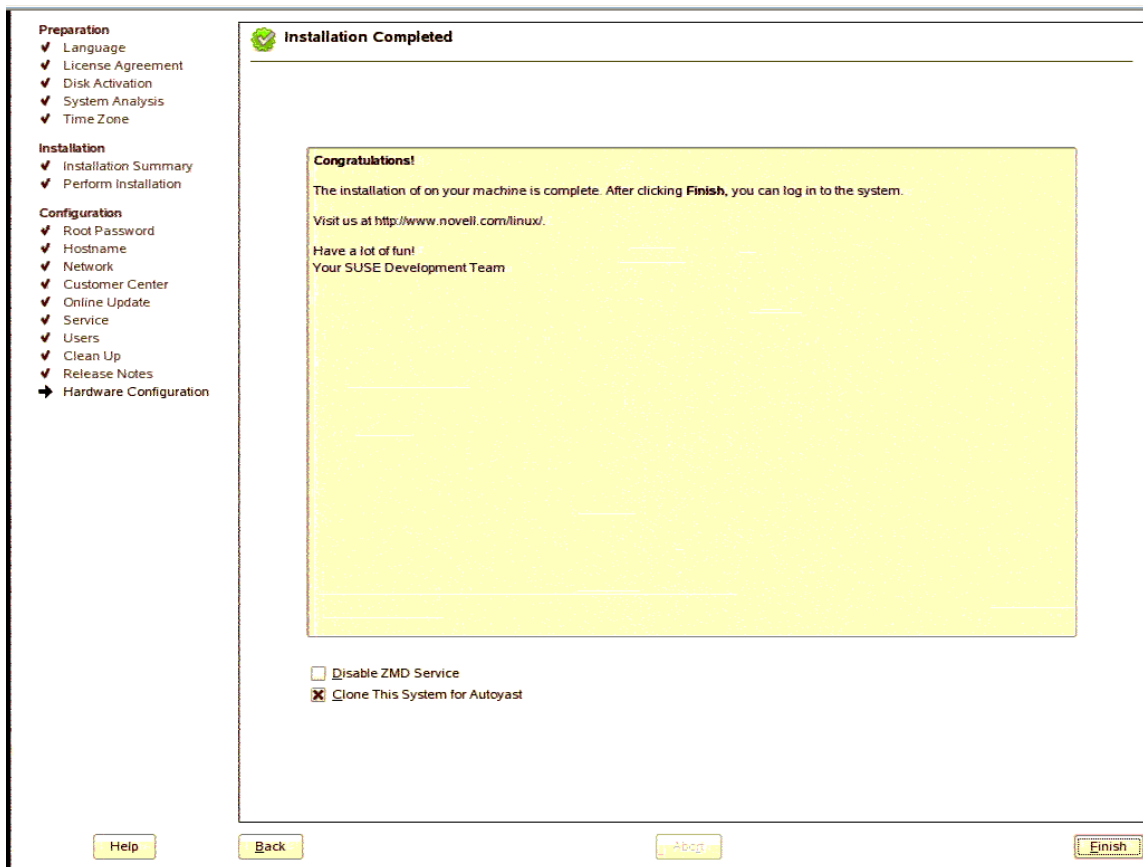 Preparation
Language
License Agreement
Disk Activation
System Analysis
Time Zone
Installation
Installation Summary
Perform Installation
Configuration
Root Password
Hostname
Network
Customer Center
Online Update
Service
Users
Clean Up
Release Notes
Hardware Configuration
Installation Completed
Congratulations!
The installation of on your machine is complete. After clicking Finish, you can log in to the system.
Visit us at http://www.novell.com/linux/.
Have a lot of fun!
Your SUSE Development Team
Disable ZMD Service
Clone This System for Autoyast
Help
Back
Abort
Finish